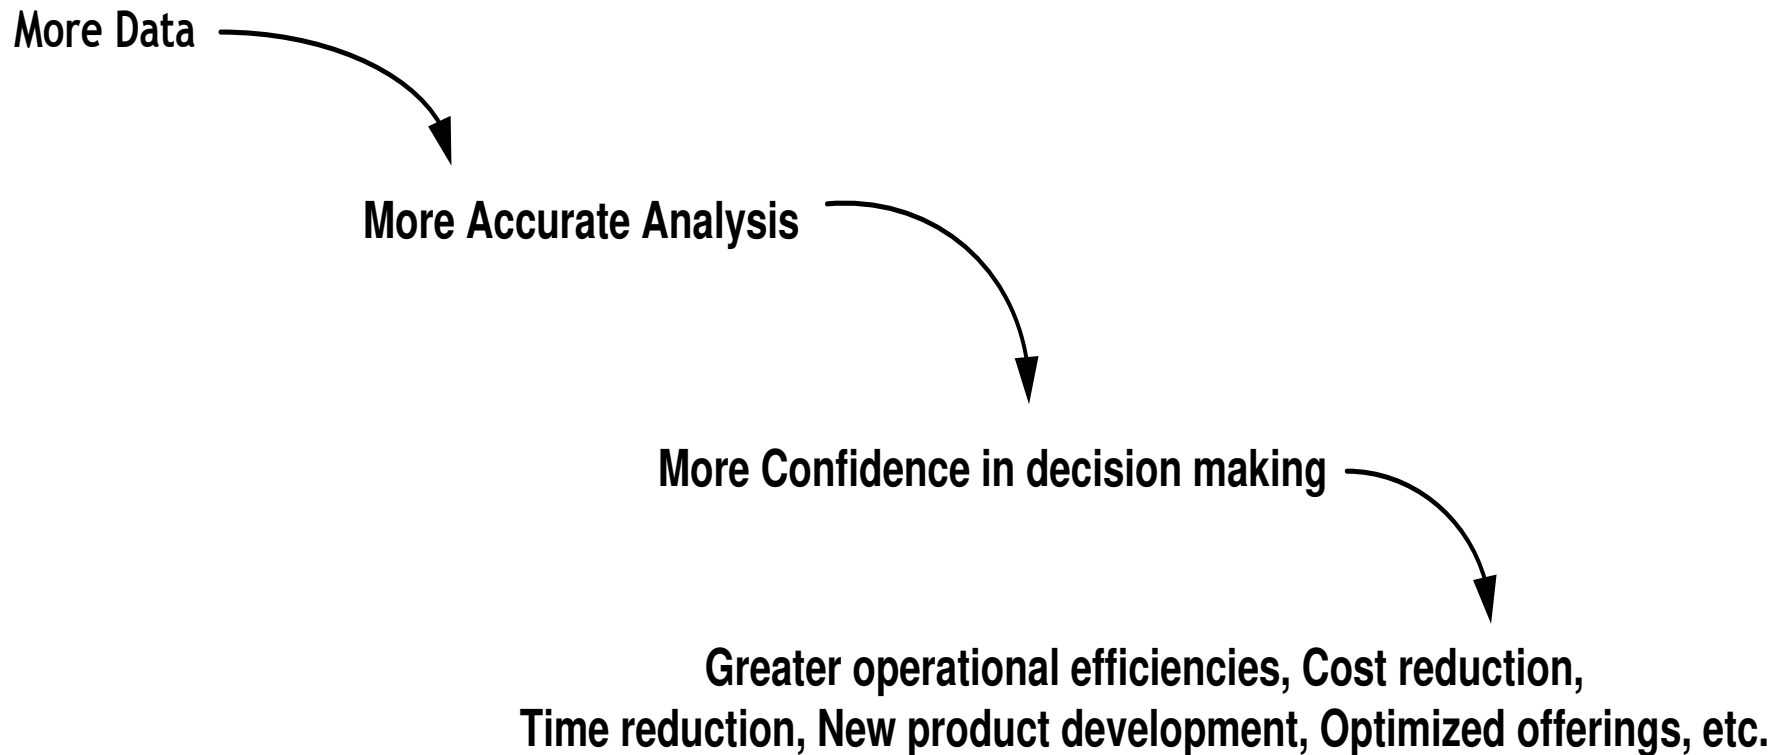 More Data
More Accurate Analysis
More Confidence in decision making
Greater operational efficiencies, Cost reduction,
Time reduction, New product development, Optimized offerings, etc.